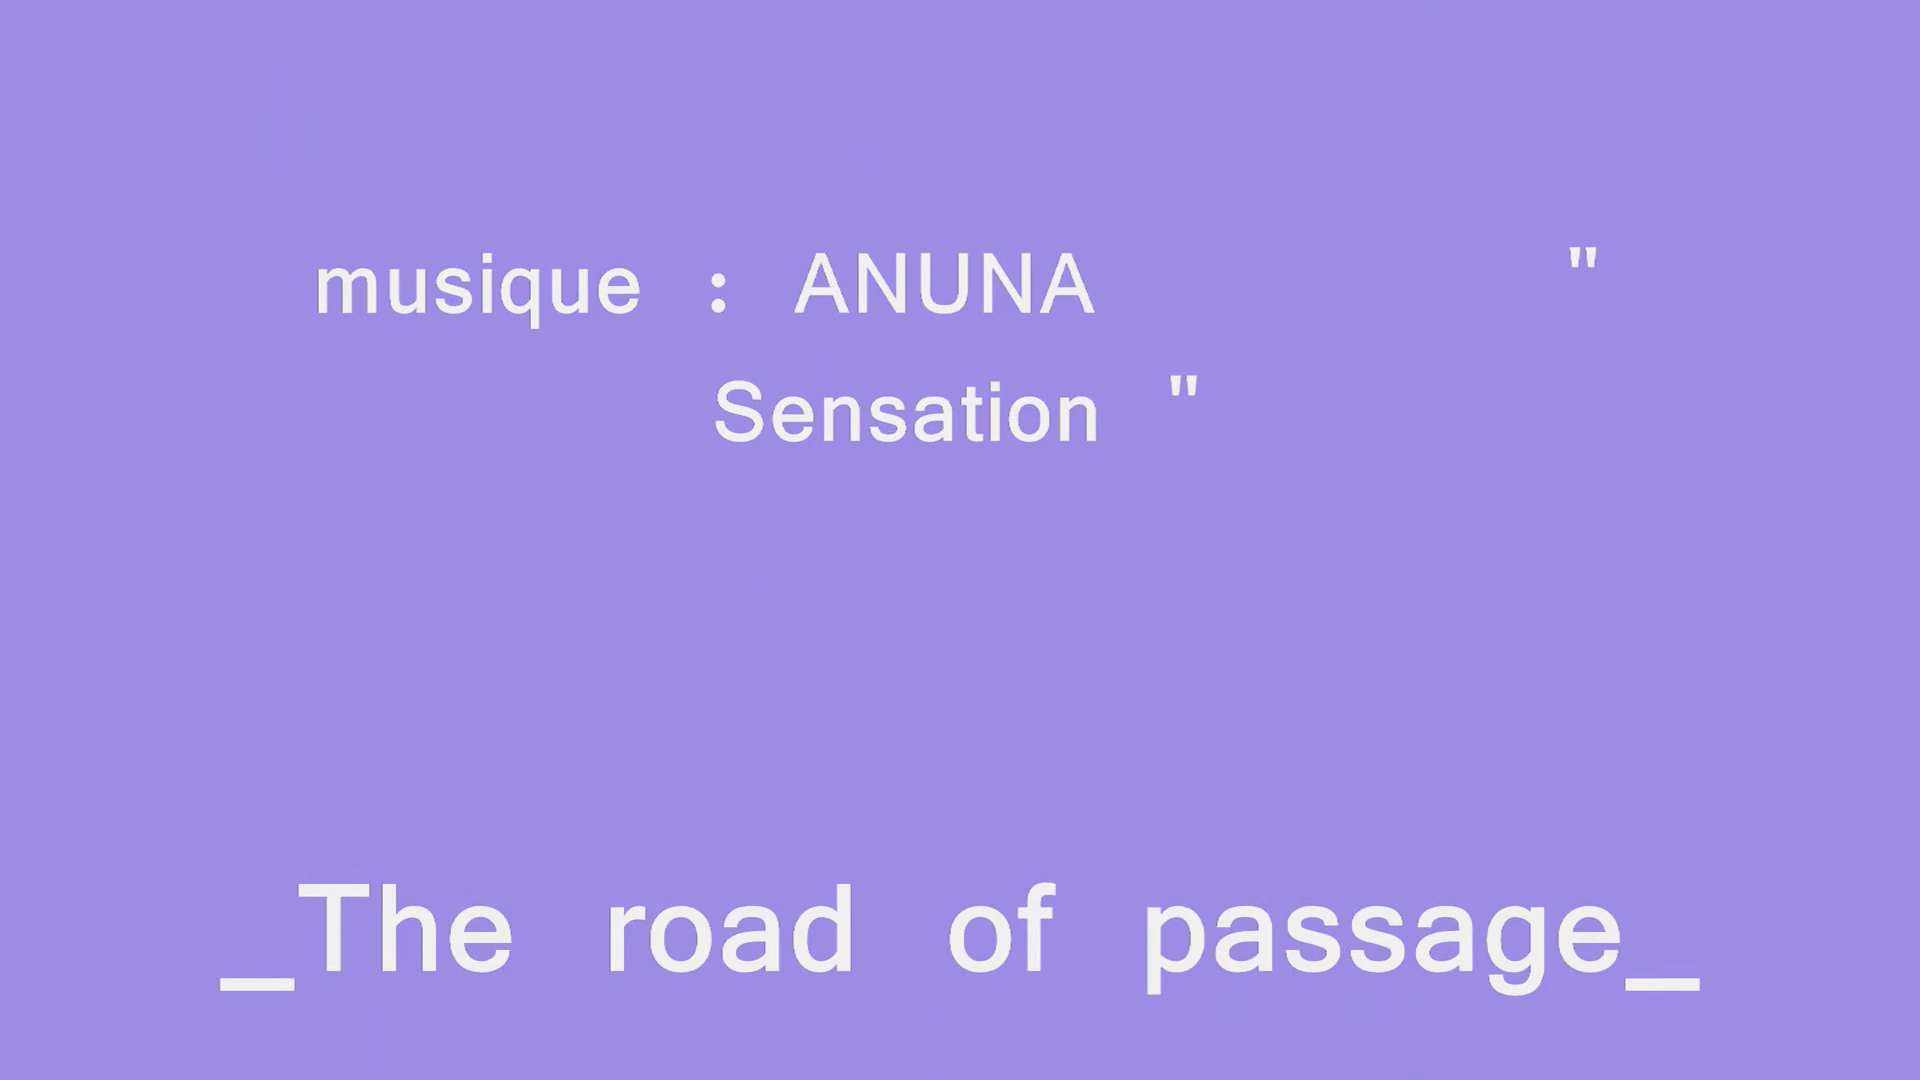 musique : ANUNA "
Sensation "
_The road of passage_